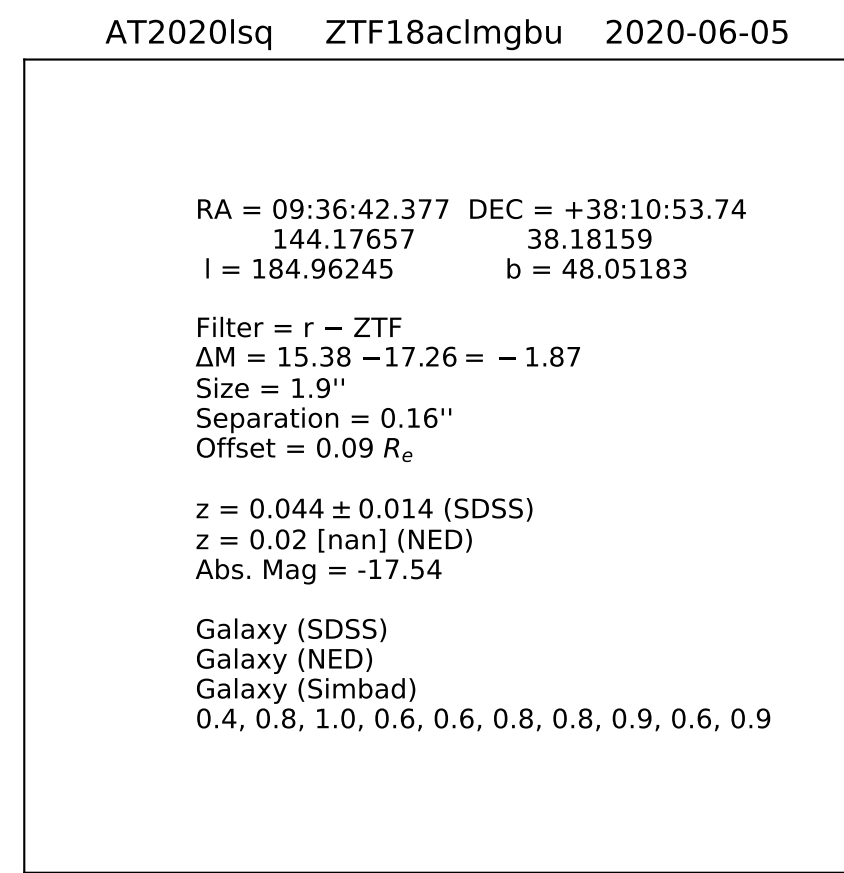 AT2020lsq ZTF18aclmgbu 2020-06-05
RA = 09:36:42.377 DEC = +38:10:53.74
144.17657 38.18159
l = 184.96245 b = 48.05183
Filter = r − ZTF
ΔM = 15.38 −17.26 = − 1.87
Size = 1.9''
Separation = 0.16''
Offset = 0.09 Re
z = 0.044 ± 0.014 (SDSS)
z = 0.02 [nan] (NED)
Abs. Mag = -17.54
Galaxy (SDSS)
Galaxy (NED)
Galaxy (Simbad)
0.4, 0.8, 1.0, 0.6, 0.6, 0.8, 0.8, 0.9, 0.6, 0.9